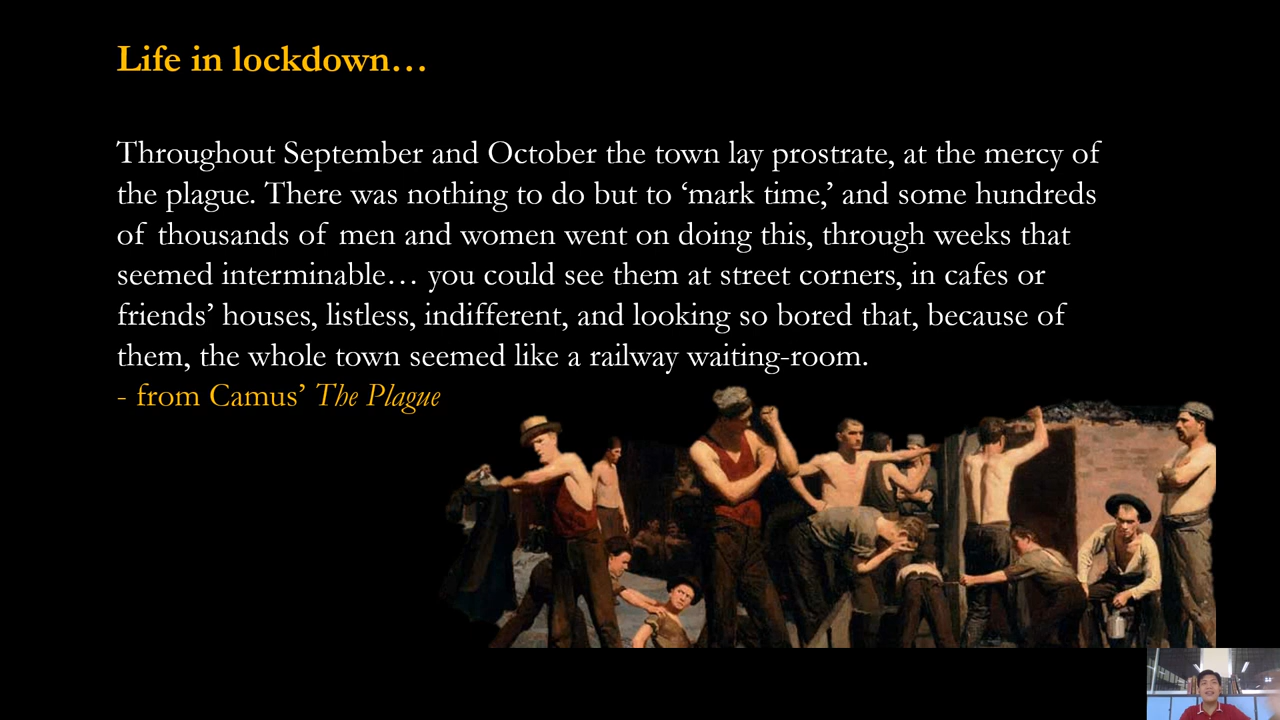 Life in lockdown…
Throughout September and October the town lay prostrate, at the mercy of
the plague. There was nothing to do but to ‘mark time,’ and some hundreds
of thousands of men and women went on doing this, through weeks that
seemed interminable… you could see them at street corners, in cafes or
friends’ houses, listless, indifferent, and looking so bored that, because of
them, the whole town seemed like a railway waiting-room.
- from Camus’ The Plague